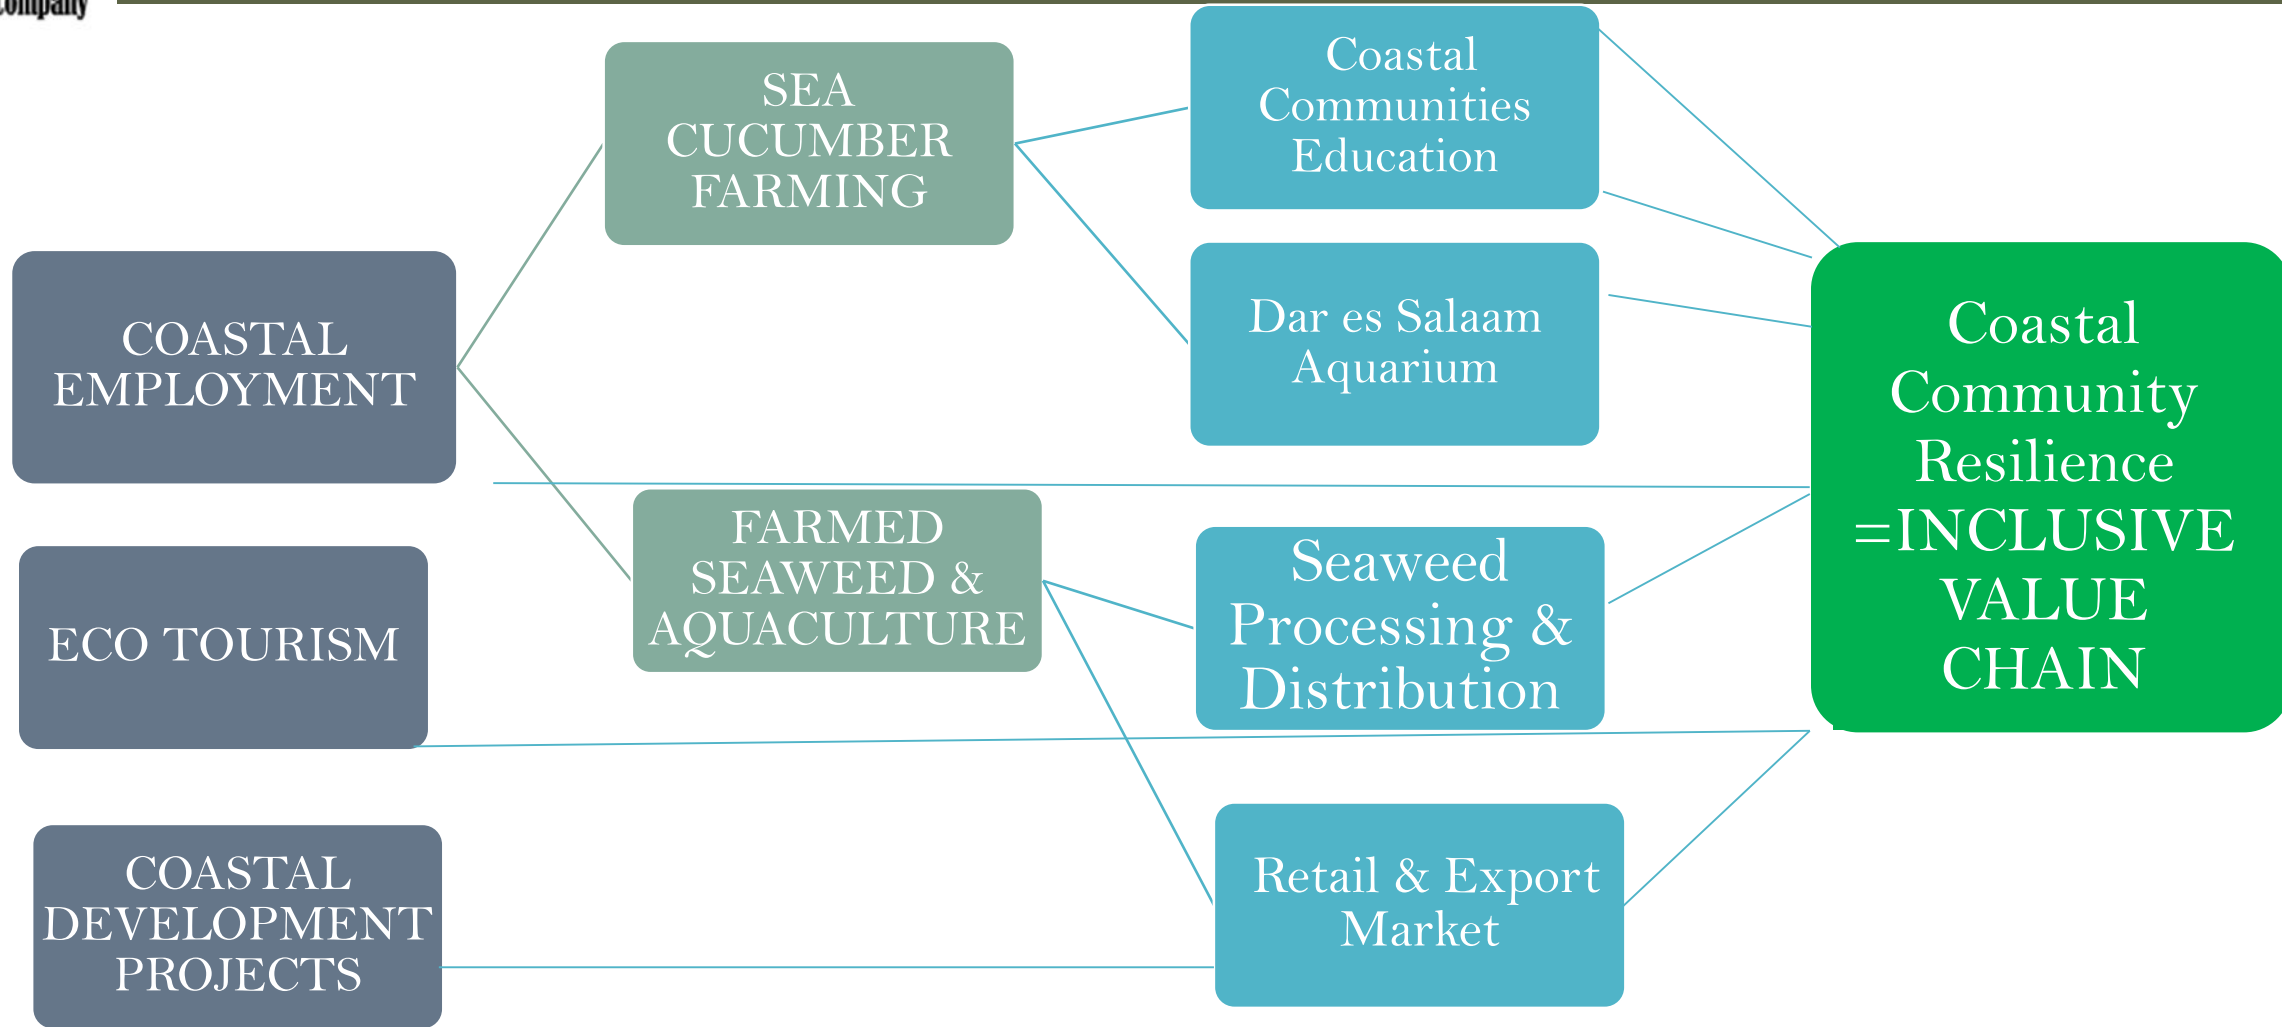 Company
COASTAL
EMPLOYMENT
ECO TOURISM
COASTAL
DEVELOPMENT
PROJECTS
SEA
CUCUMBER
FARMING
FARMED
SEAWEED &
AQUACULTURE
Coastal
Communities
Education
Dar es Salaam
Aquarium
Seaweed
Processing &
Distribution
Retail & Export
Market
Coastal
Community
Resilience
=INCLUSIVE
VALUE
CHAIN